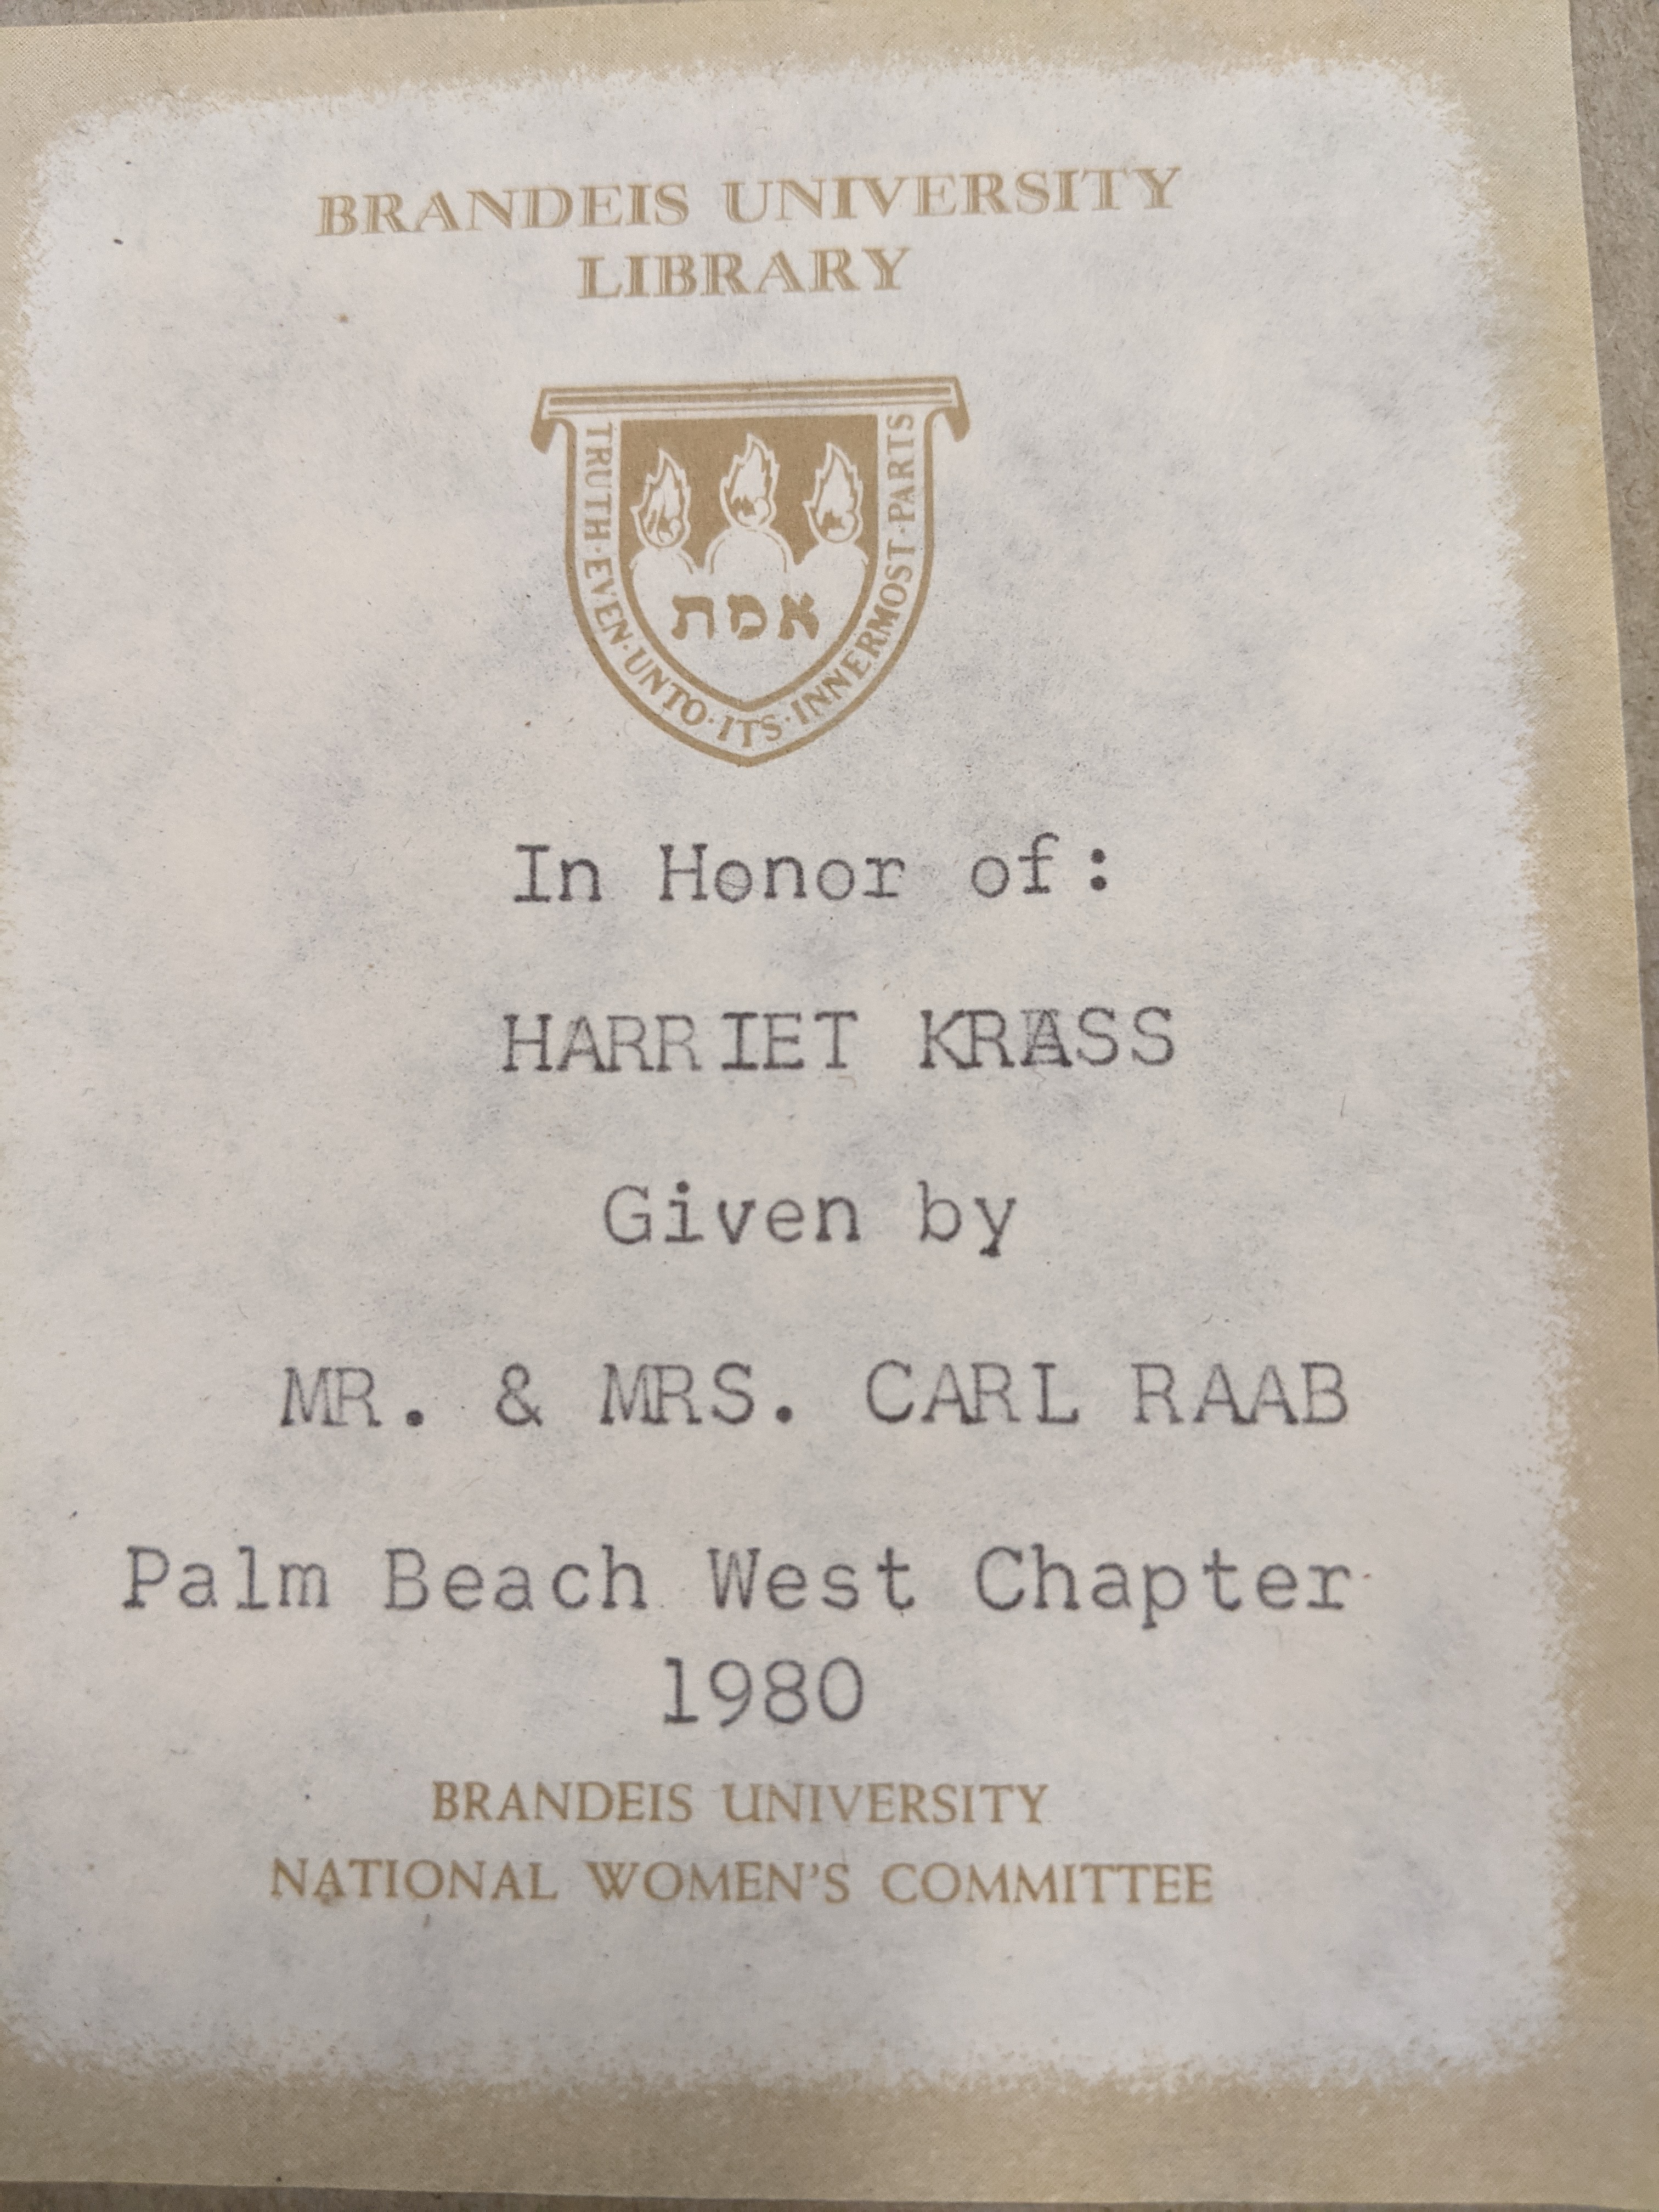 BRANDEIS UNIVERSITY
LIBRARY
TRUTH · EVEN · UNTO · ITS · INNERMOST · PARTS
אמת
In Honor of:
HARRIET KRASS
Given by
MR. & MRS. CARL RAAB
Palm Beach West Chapter
1980
BRANDEIS UNIVERSITY
NATIONAL WOMEN'S COMMITTEE